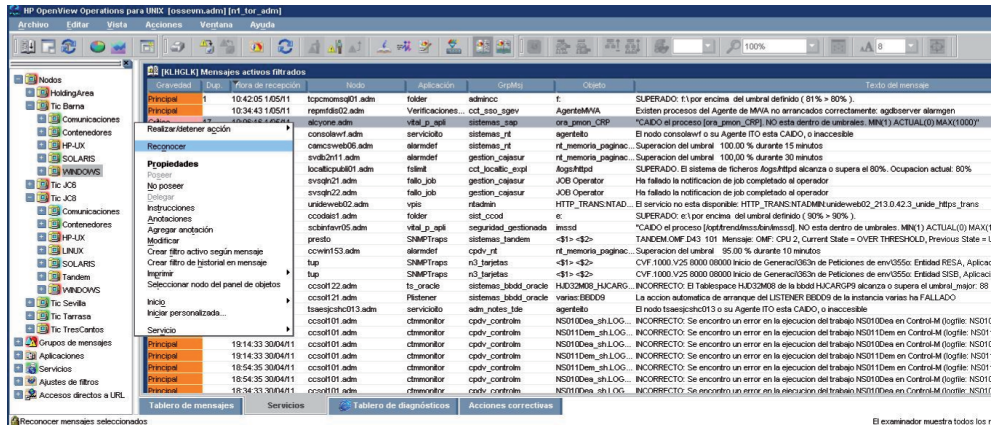 HP OpenView Operations para UNIX [ossevm.adm] [n1_tor_adm]
Archivo Editar Vista Acciones Ventana Ayuda
100% 8
[KLHGLK] Mensajes activos filtrados
Gravedad Dup. Hora de recepción Nodo Aplicación GrpMsj Objeto Texto del mensaje
Principal 1 10:42:05 1/05/11 tcpcmomsql01.adm folder admincc f: SUPERADO: f:\ por encima del umbral definido ( 81% > 80% ).
Principal 10:34:43 1/05/11 repmfdis02.adm Verificaciones... cct_sso_sgev AgenteMWA Existen procesos del Agente de MWA no arrancados correctamente: agdbserver alarmgen
alcyone.adm vital_p_apli sistemas_sap ora_pmon_CRP "CAIDO el proceso [ora_pmon_CRP]. NO esta dentro de umbrales. MIN(1) ACTUAL(0) MAX(1000)"
consolawf.adm servicioito sistemas_nt agenteito El nodo consolawf o su Agente ITO esta CAIDO, o inaccesible
camcsweb06.adm alarmdef sistemas_nt nt_memoria_paginac... Superacion del umbral 100.00 % durante 15 minutos
svdb2n11.adm alarmdef gestion_cajasur nt_memoria_paginac... Superacion del umbral 100,00 % durante 30 minutos
localticpubli01.adm fslimit cct_localtic_expl /logs/httpd SUPERADO. El sistema de ficheros /logs/httpd alcanza o supera el 80%. Ocupacion actual: 80%
svsqln21.adm fallo_job gestion_cajasur JOB Operator Ha fallado la notificacion de job completado al operador
svsqln22.adm fallo_job gestion_cajasur JOB Operator Ha fallado la notificacion de job completado al operador
unideweb02.adm vpis ntadmin HTTP_TRANS:NTAD... El servicio no esta disponible: HTTP_TRANS:NTADMIN:unideweb02_213.0.42.3_unide_https_trans
ccodais1.adm folder sist_ccod e: SUPERADO: e:\ por encima del umbral definido ( 90% > 90% ).
scbinfavr05.adm vital_p_apli seguridad_gestionada imssd "CAIDO el proceso [/opt/trend/imss/bin/imssd]. NO esta dentro de umbrales. MIN(1) ACTUAL(0) MAX(1
presto SNMPTraps sistemas_tandem <$1> <$2> TANDEM.OMF.D43 101 Mensaje: OMF: CPU 2, Current State = OVER THRESHOLD, Previous State = U
ccwin153.adm alarmdef cpdv_nt nt_memoria_paginac... Superacion del umbral 95.00 % durante 10 minutos
tup SNMPTraps n3_tarjetas <$1> <$2> CVF.1000.V25 8000 08000 Inicio de Generaci\363n de Peticiones de env\355o: Entidad RESA, Aplicac
tup SNMPTraps n3_tarjetas <$1> <$2> CVF.1000.V25 8000 08000 Inicio de Generaci\363n de Peticiones de env\355o: Entidad SISB, Aplicaci
ccsol122.adm ts_oracle sistemas_bbdd_oracle HJD32M08_HJCARG... INCORRECTO: El Tablespace HJD32M08 de la bbdd HJCARGP9 alcanza o supera el umbral_major: 88
ccsol121.adm Plistener sistemas_bbdd_oracle varias:BBDD9 La accion automatica de arranque del LISTENER BBDD9 de la instancia varias ha FALLADO
tsaesjcshc013.adm servicioito adm_notes_tde agenteito El nodo tsaesjcshc013 o su Agente ITO esta CAIDO, o inaccesible
ccsol101.adm ctmmonitor cpdv_controlm NS010Dea_sh.LOG... INCORRECTO: Se encontro un error en la ejecucion del trabajo NS010Dea en Control-M (logfile: NS010
ccsol101.adm ctmmonitor cpdv_controlm NS011Dem_sh.LOG... INCORRECTO: Se encontro un error en la ejecucion del trabajo NS011Dem en Control-M (logfile: NS011
Principal ccsol101.adm ctmmonitor cpdv_controlm NS010Dea_sh.LOG... INCORRECTO: Se encontro un error en la ejecucion del trabajo NS010Dea en Control-M (logfile: NS010
Principal 19:14:33 30/04/11 ccsol101.adm ctmmonitor cpdv_controlm NS011Dem_sh.LOG... INCORRECTO: Se encontro un error en la ejecucion del trabajo NS011Dem en Control-M (logfile: NS011
Principal 18:54:35 30/04/11 ccsol101.adm ctmmonitor cpdv_controlm NS011Dem_sh.LOG... INCORRECTO: Se encontro un error en la ejecucion del trabajo NS011Dem en Control-M (logfile: NS011
Principal 18:54:35 30/04/11 ccsol101.adm ctmmonitor cpdv_controlm NS010Dea_sh.LOG... INCORRECTO: Se encontro un error en la ejecucion del trabajo NS010Dea en Control-M (logfile: NS010
Principal 18:34:33 30/04/11 ccsol101.adm ctmmonitor cpdv_controlm
Nodos
HoldingArea
Tic Barna
Comunicaciones
Contenedores
HP-UX
SOLARIS
WINDOWS
Tic JC6
Tic JC8
Comunicaciones
Contenedores
HP-UX
LINUX
SOLARIS
Tandem
WINDOWS
Tic Sevilla
Tic Tarrasa
Tic TresCantos
Grupos de mensajes
Aplicaciones
Servicios
Ajustes de filtros
Accesos directos a URL
Realizar/detener acción
Reconocer
Propiedades
Poseer
No poseer
Delegar
Instrucciones
Anotaciones
Agregar anotación
Modificar
Crear filtro activo según mensaje
Crear filtro de historial en mensaje
Imprimir
Seleccionar nodo del panel de objetos
Inicio
Iniciar personalizada...
Servicio
Tablero de mensajes Servicios Tablero de diagnósticos Acciones correctivas
Reconocer mensajes seleccionados El examinador muestra todos los